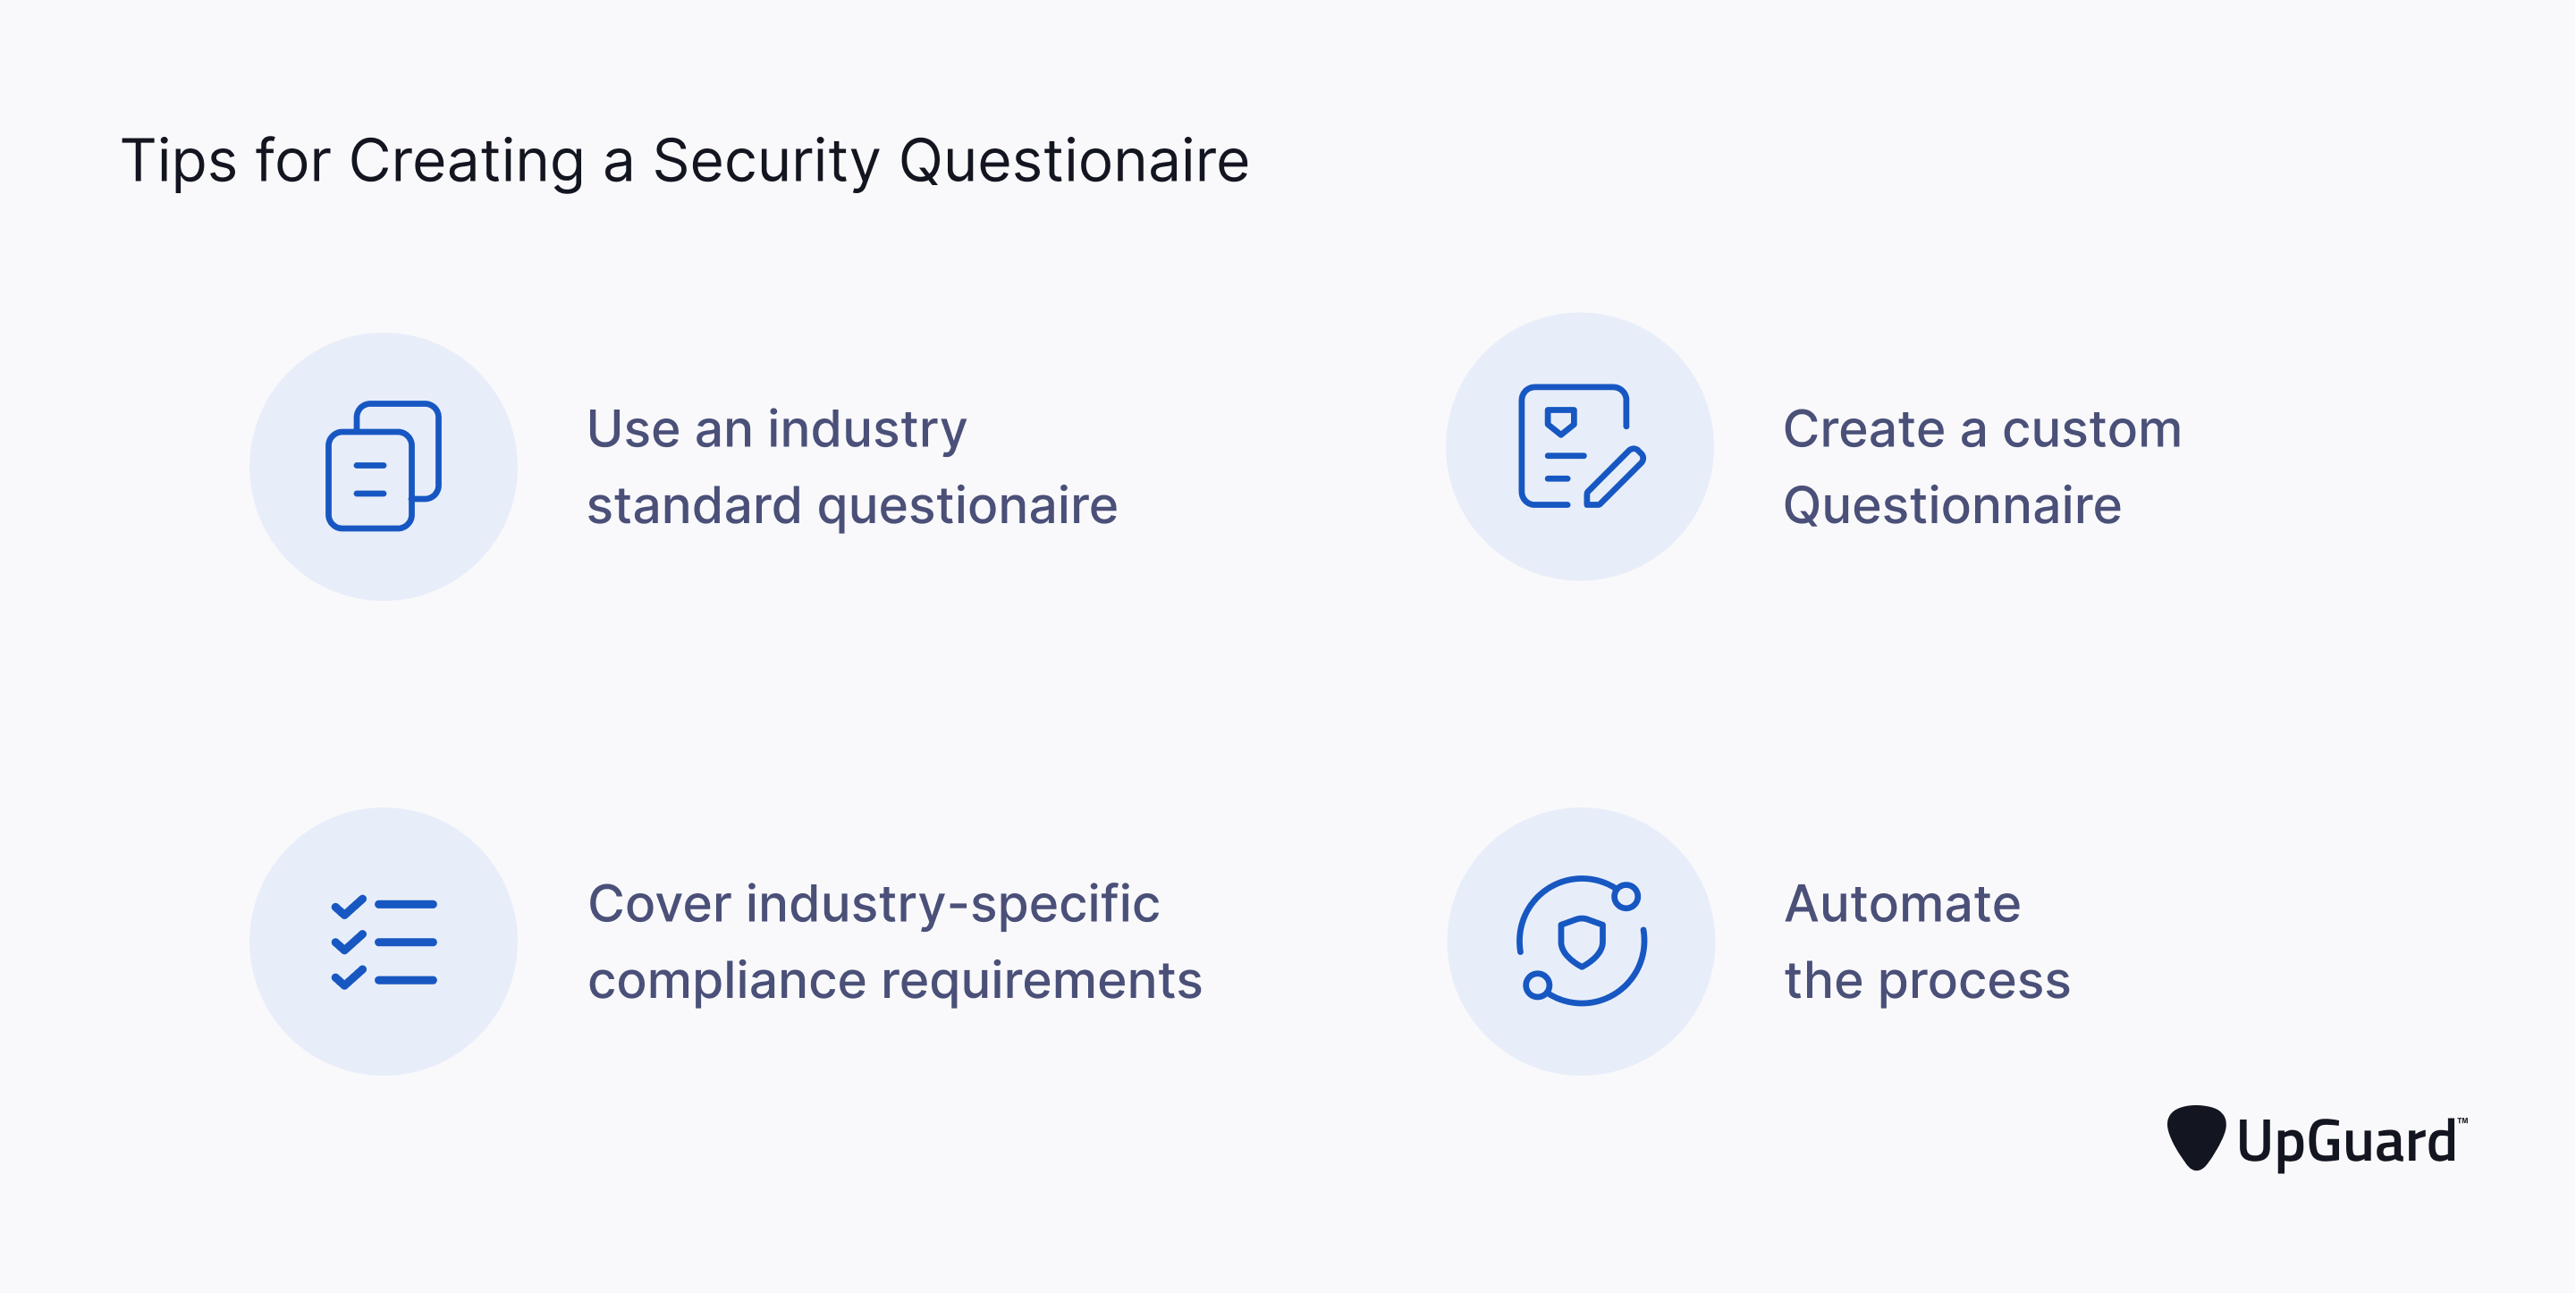 Tips for Creating a Security Questionaire
Use an industry
standard questionaire
Create a custom
Questionnaire
Cover industry-specific
compliance requirements
Automate
the process
UpGuard™